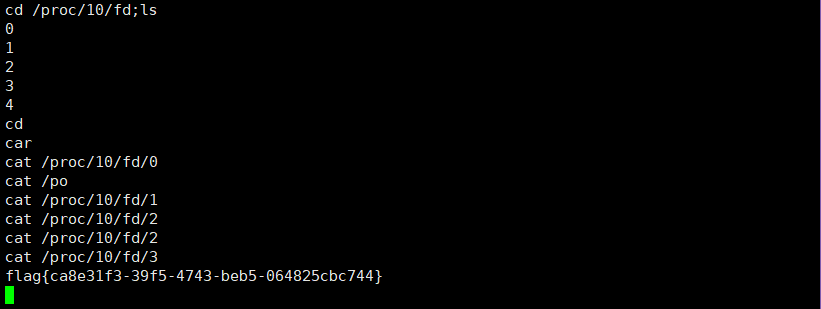 cd /proc/10/fd;ls
0
1
2
3
4
cd
car
cat /proc/10/fd/0
cat /po
cat /proc/10/fd/1
cat /proc/10/fd/2
cat /proc/10/fd/2
cat /proc/10/fd/3
flag{ca8e31f3-39f5-4743-beb5-064825cbc744}